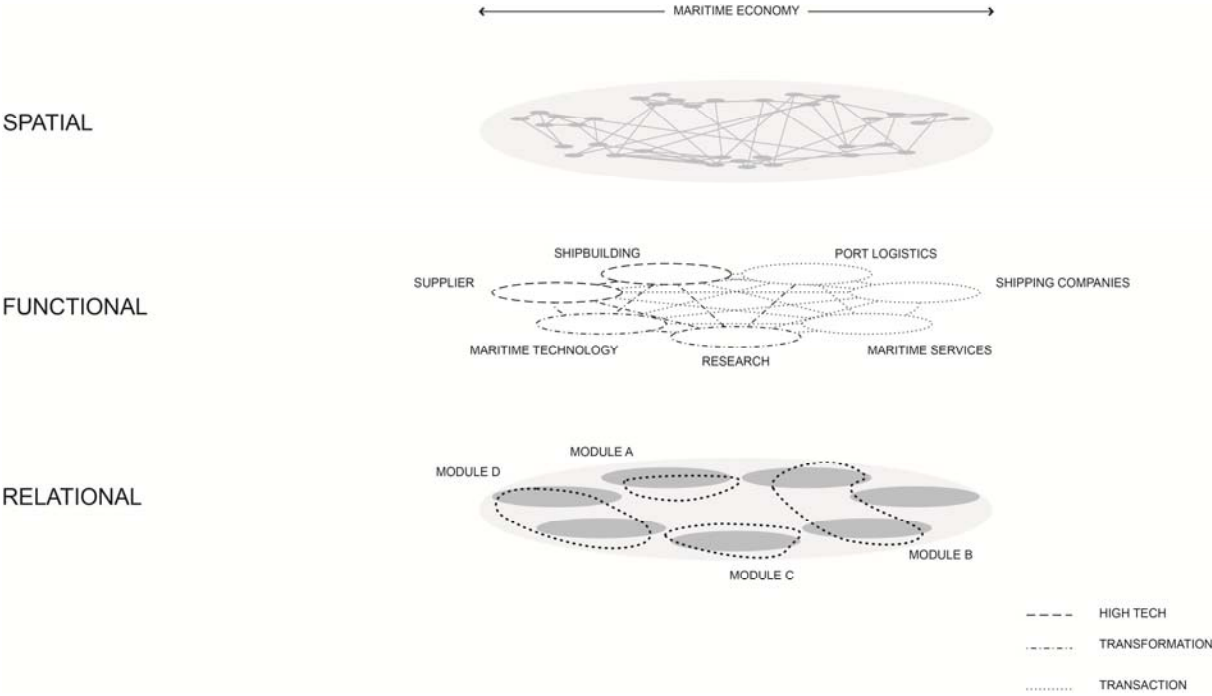 MARITIME ECONOMY
SPATIAL
SHIPBUILDING
PORT LOGISTICS
SUPPLIER
SHIPPING COMPANIES
FUNCTIONAL
MARITIME TECHNOLOGY
MARITIME SERVICES
RESEARCH
MODULE A
MODULE D
RELATIONAL
MODULE B
MODULE C
HIGH TECH
TRANSFORMATION
TRANSACTION